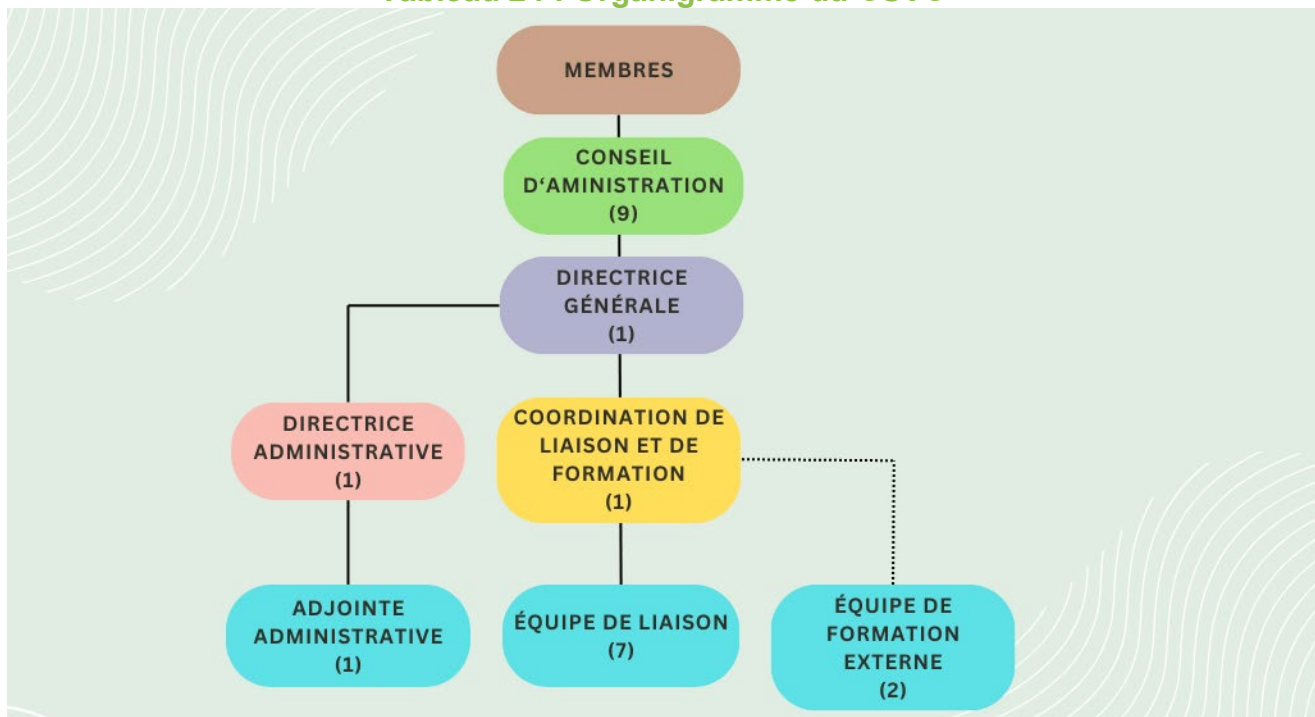 MEMBRES
CONSEIL
D‘AMINISTRATION
(9)
DIRECTRICE
GÉNÉRALE
(1)
DIRECTRICE
ADMINISTRATIVE
(1)
COORDINATION DE
LIAISON ET DE
FORMATION
(1)
ADJOINTE
ADMINISTRATIVE
(1)
ÉQUIPE DE LIAISON
(7)
ÉQUIPE DE
FORMATION
EXTERNE
(2)